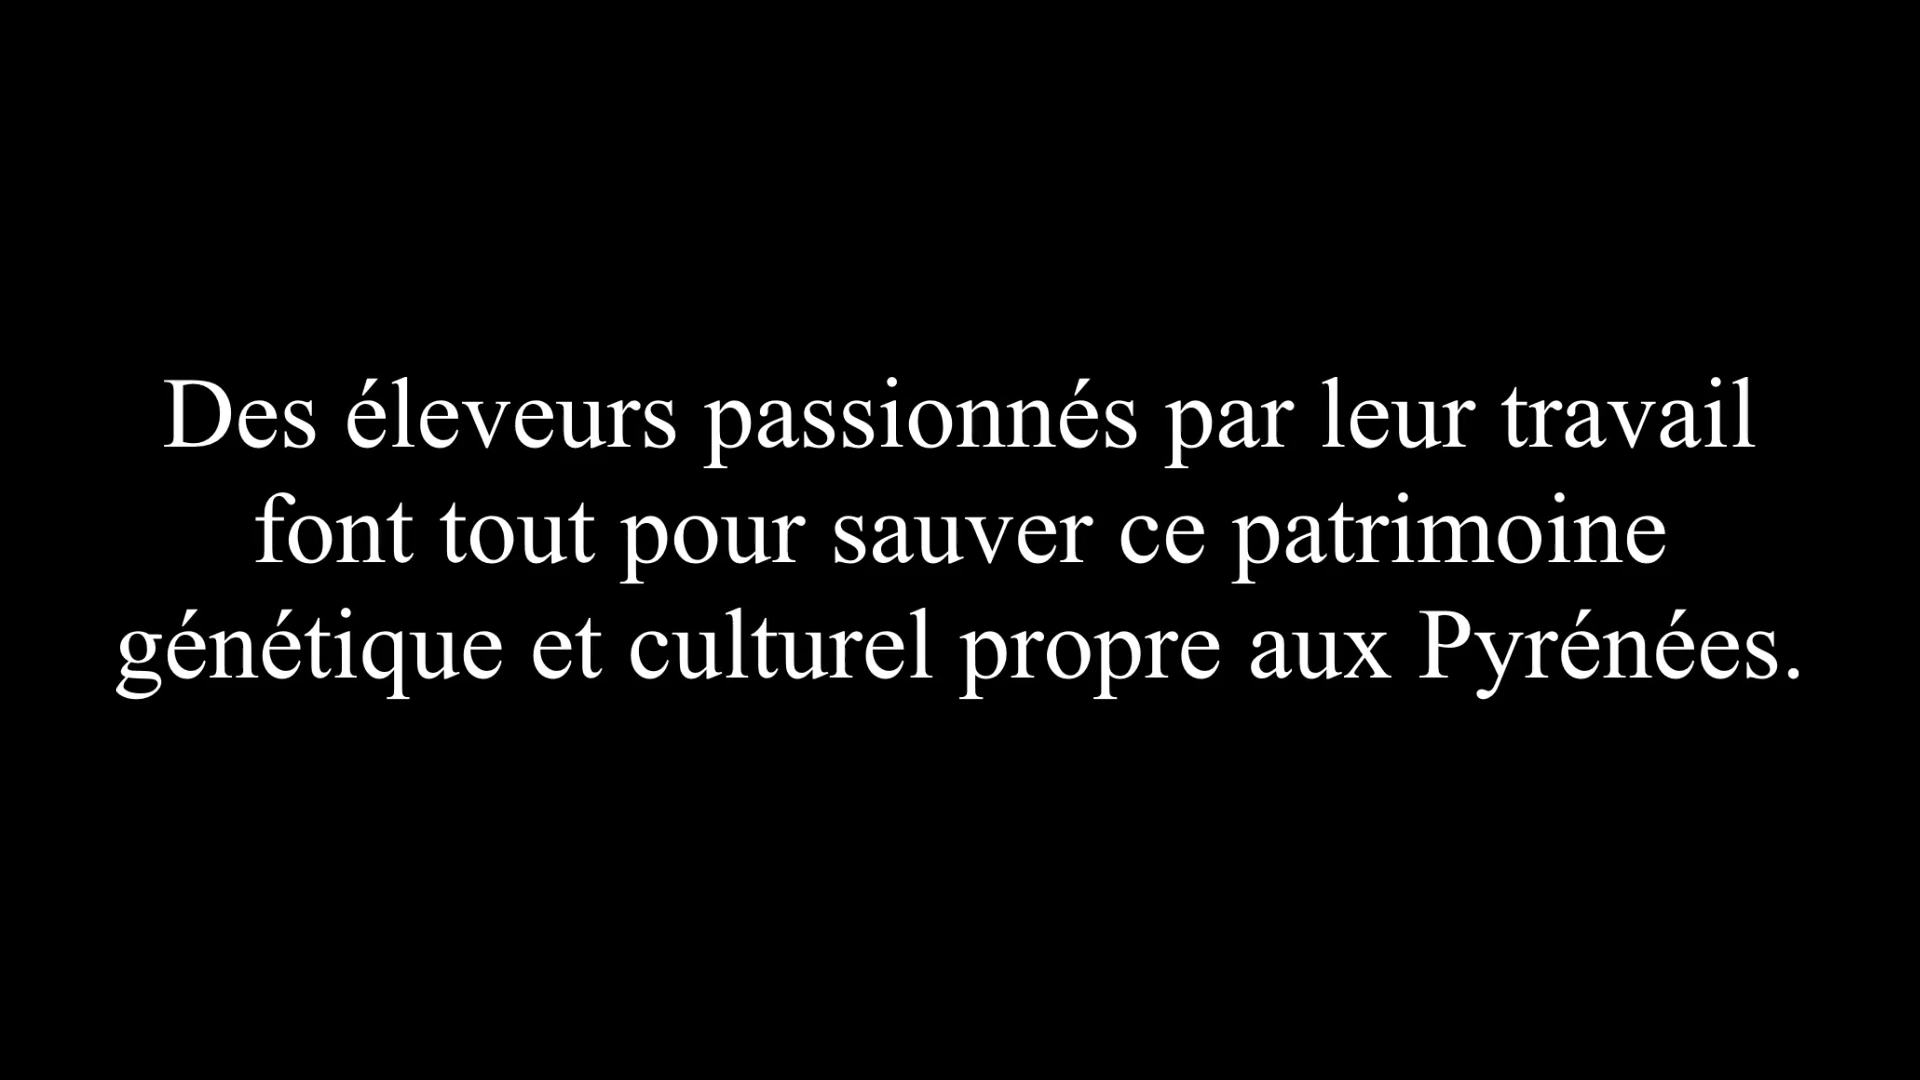 Des éleveurs passionnés par leur travail
font tout pour sauver ce patrimoine
génétique et culturel propre aux Pyrénées.